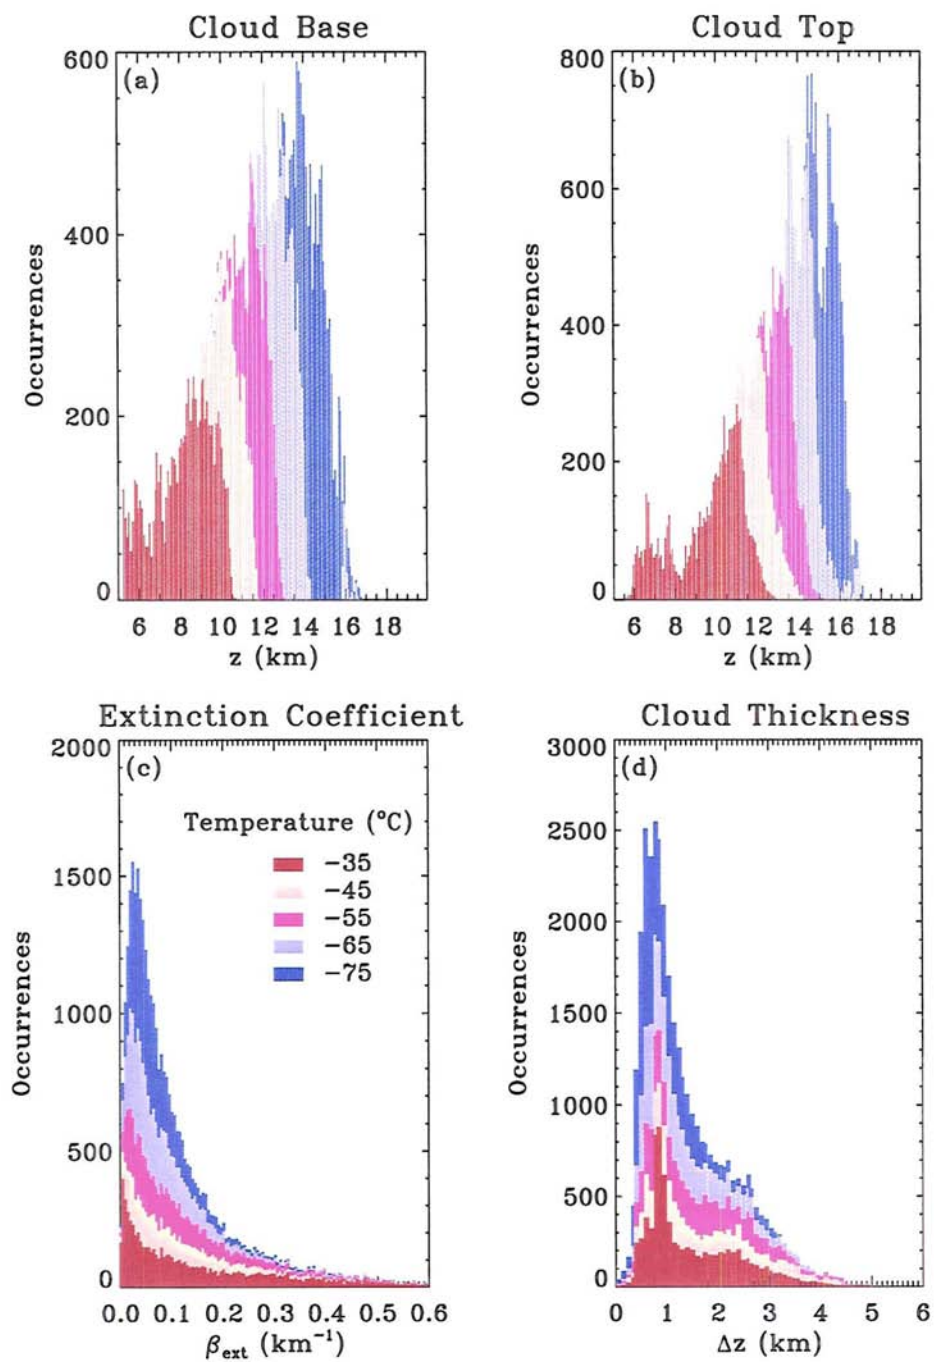 Cloud Base
(a)
600
400
200
0
Occurrences
6 8 10 12 14 16 18
z (km)
Cloud Top
(b)
800
600
400
200
0
Occurrences
6 8 10 12 14 16 18
z (km)
Extinction Coefficient
(c)
2000
1500
1000
500
0
Occurrences
Temperature (°C)
-35
-45
-55
-65
-75
0.0 0.1 0.2 0.3 0.4 0.5 0.6
βext (km⁻¹)
Cloud Thickness
(d)
3000
2500
2000
1500
1000
500
0
Occurrences
0 1 2 3 4 5 6
Δz (km)